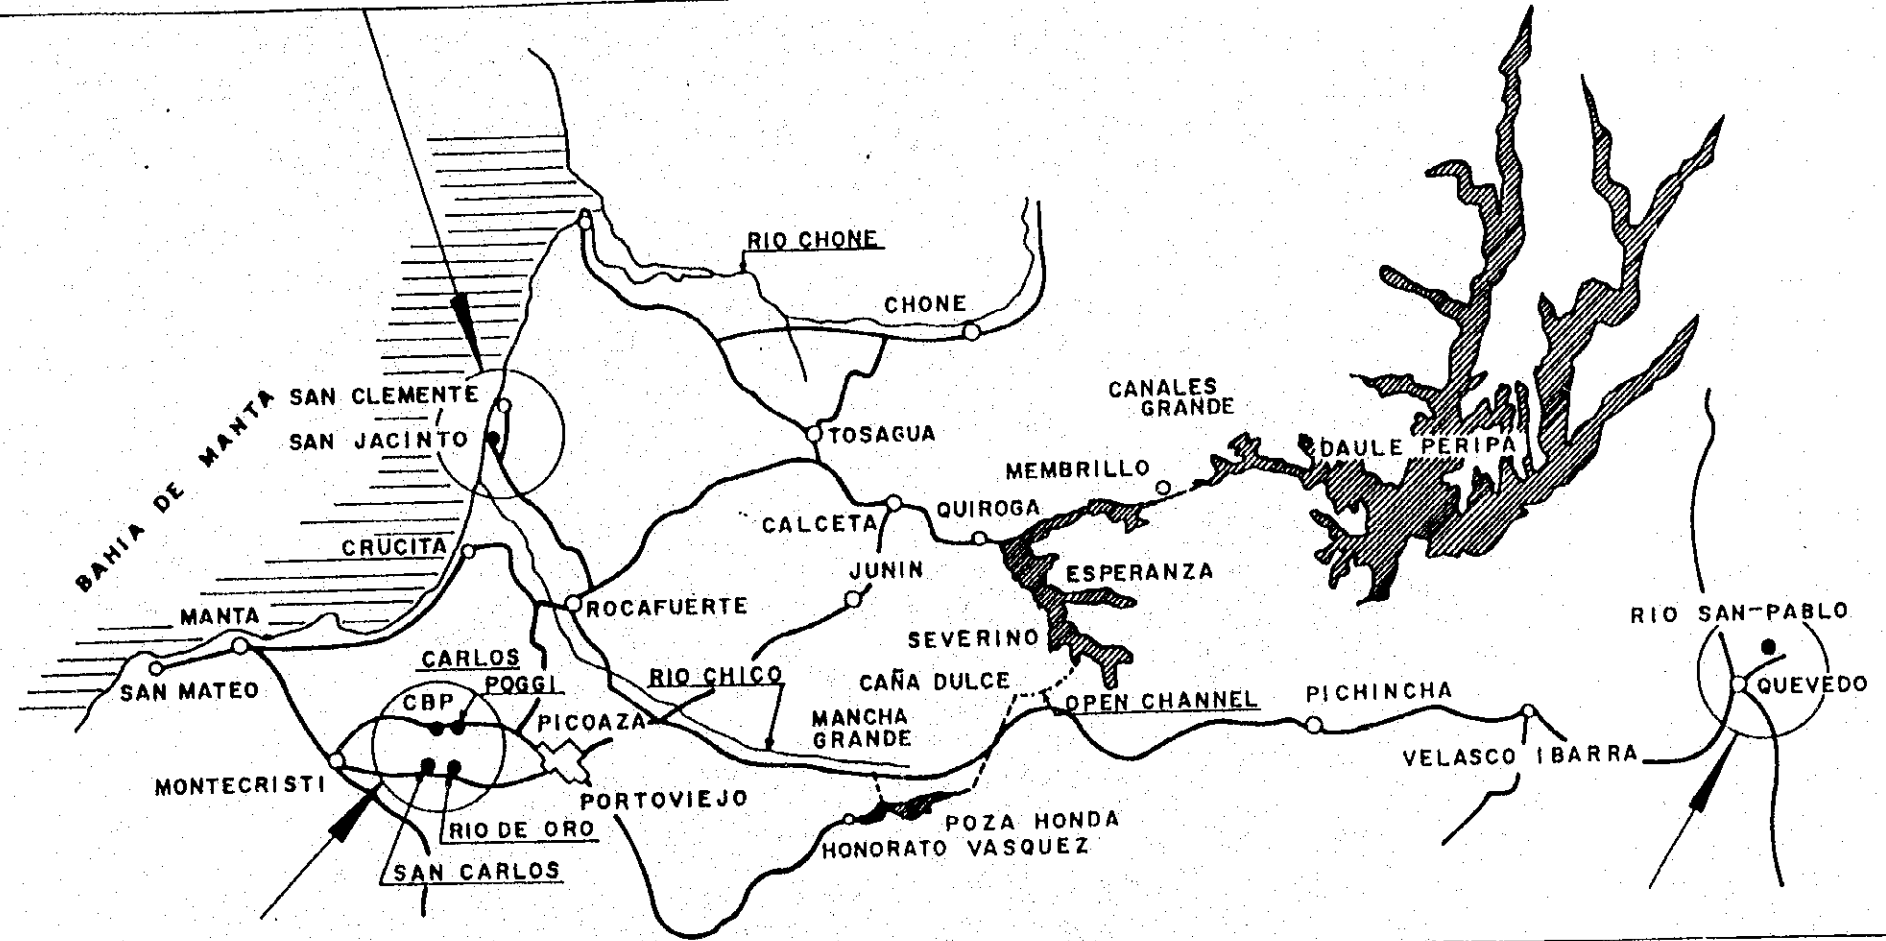 RIO CHONE
CHONE
CANALES
GRANDE
SAN CLEMENTE
SAN JACINTO
BAHIA DE MANTA
TOSAGUA
DAULE PERIPA
MEMBRILLO
QUIROGA
CALCETA
CRUCITA
JUNIN
ESPERANZA
MANTA
ROCAFUERTE
RIO SAN-PABLO
SEVERINO
CARLOS
POGGI
RIO CHICO
CAÑA DULCE
SAN MATEO
CBP
OPEN CHANNEL
PICHINCHA
QUEVEDO
PICOAZA
MANCHA
GRANDE
VELASCO IBARRA
MONTECRISTI
PORTOVIEJO
RIO DE ORO
POZA HONDA
HONORATO VASQUEZ
SAN CARLOS